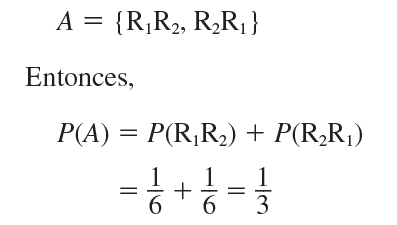 A = {R₁R₂, R₂R₁}
Entonces,
P(A) = P(R₁R₂) + P(R₂R₁)
= 1/6 + 1/6 = 1/3